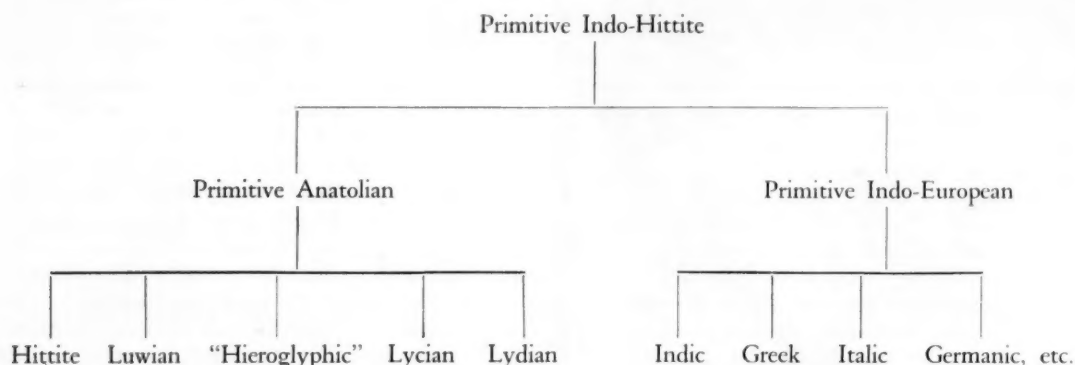 Primitive Indo-Hittite
Primitive Anatolian Primitive Indo-European
Hittite Luwian “Hieroglyphic” Lycian Lydian Indic Greek Italic Germanic, etc.